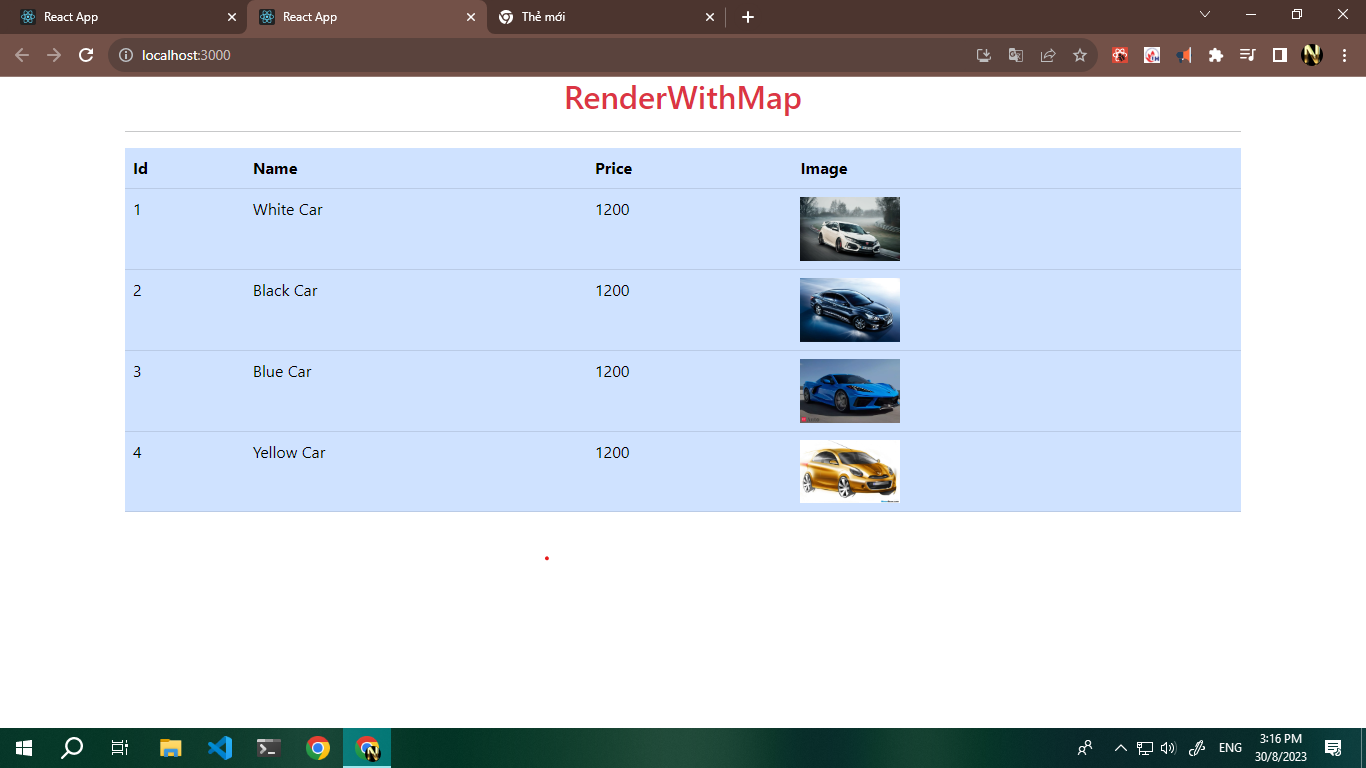 React App
React App
Thẻ mới
localhost:3000
RenderWithMap
Id Name Price Image
1 White Car 1200
2 Black Car 1200
3 Blue Car 1200
4 Yellow Car 1200
ENG
3:16 PM
30/8/2023